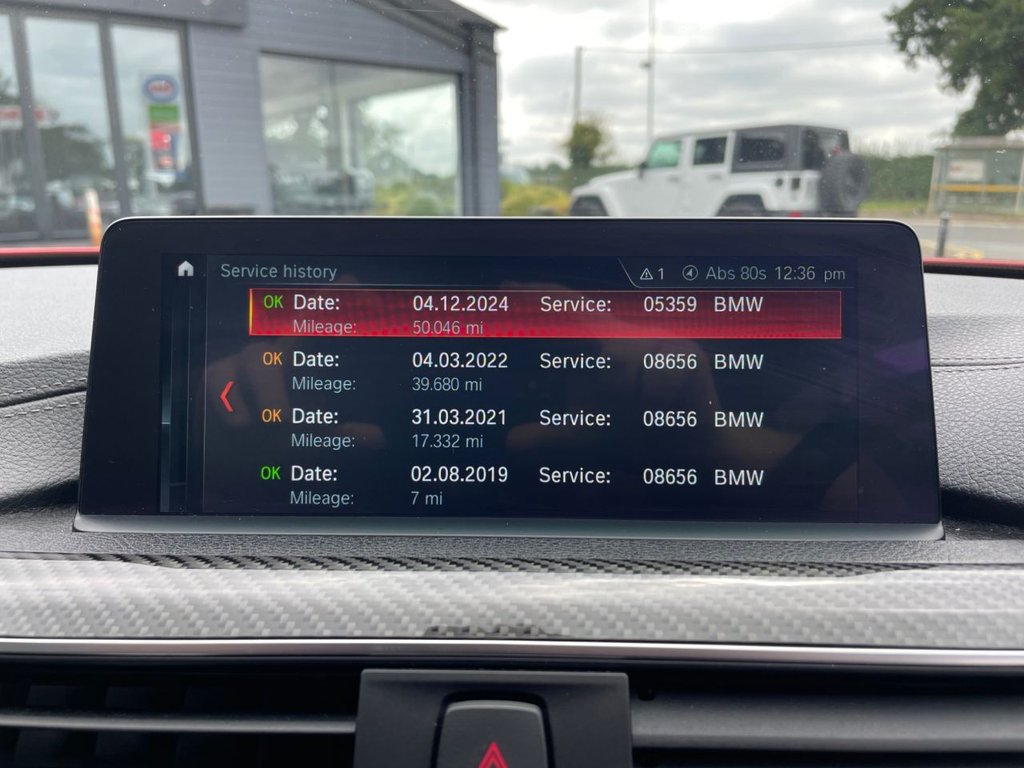 Service history
1 Abs 80s 12:36 pm
OK Date: 04.12.2024 Service: 05359 BMW
Mileage: 50.046 mi
OK Date: 04.03.2022 Service: 08656 BMW
Mileage: 39.680 mi
OK Date: 31.03.2021 Service: 08656 BMW
Mileage: 17.332 mi
OK Date: 02.08.2019 Service: 08656 BMW
Mileage: 7 mi